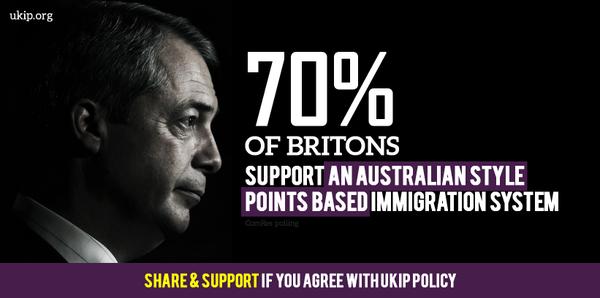 ukip.org
70%
OF BRITONS
SUPPORT AN AUSTRALIAN STYLE
POINTS BASED IMMIGRATION SYSTEM
ComRes polling
SHARE & SUPPORT IF YOU AGREE WITH UKIP POLICY